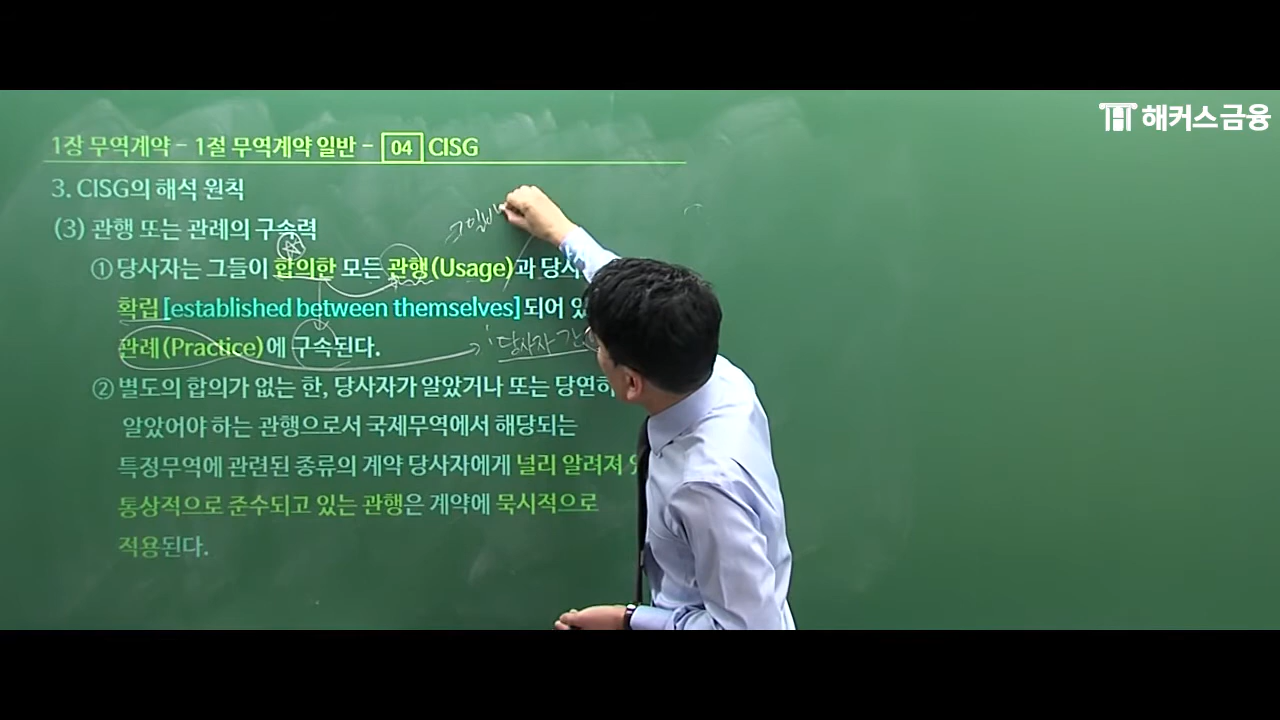 해커스금융
1장 무역계약 - 1절 무역계약 일반 - 04 CISG
3. CISG의 해석 원칙
(3) 관행 또는 관례의 구속력
① 당사자는 그들이 합의한 모든 관행(Usage)과
확립[established between themselves]되어
관례(Practice)에 구속된다.
당사자
② 별도의 합의가 없는 한, 당사자가 알았거나 또는
알았어야 하는 관행으로서 국제무역에서 해당되는
특정무역에 관련된 종류의 계약 당사자에게 널리 알려져
통상적으로 준수되고 있는 관행은 계약에 묵시적으로
적용된다.